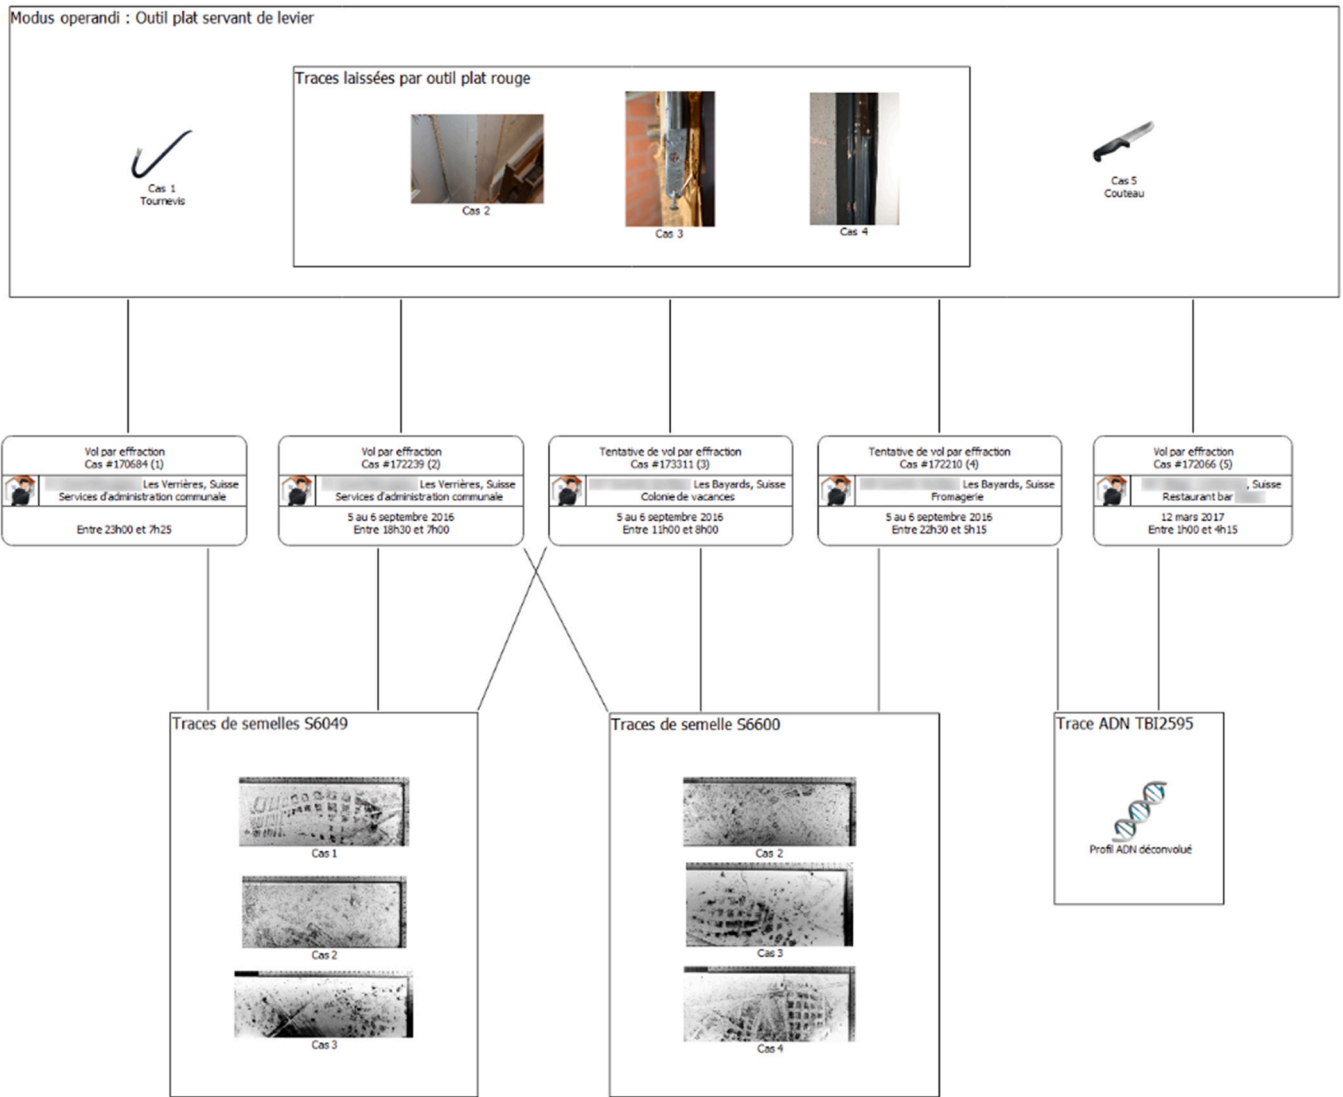 Modus operandi : Outil plat servant de levier
Traces laissées par outil plat rouge
Cas 1
Tournevis
Cas 2
Cas 3
Cas 4
Cas 5
Couteau
Vol par effraction
Cas #170684 (1)
Les Verrières, Suisse
Services d'administration communale
Entre 23h00 et 7h25
Vol par effraction
Cas #172239 (2)
Les Verrières, Suisse
Services d'administration communale
5 au 6 septembre 2016
Entre 18h30 et 7h00
Tentative de vol par effraction
Cas #173311 (3)
Les Bayards, Suisse
Colonie de vacances
5 au 6 septembre 2016
Entre 11h00 et 8h00
Tentative de vol par effraction
Cas #172210 (4)
Les Bayards, Suisse
Fromagerie
5 au 6 septembre 2016
Entre 22h30 et 5h15
Vol par effraction
Cas #172066 (5)
, Suisse
Restaurant bar
12 mars 2017
Entre 1h00 et 4h15
Traces de semelles S6049
Cas 1
Cas 2
Cas 3
Traces de semelle S6600
Cas 2
Cas 3
Cas 4
Trace ADN TBI2595
Profil ADN déconvolué